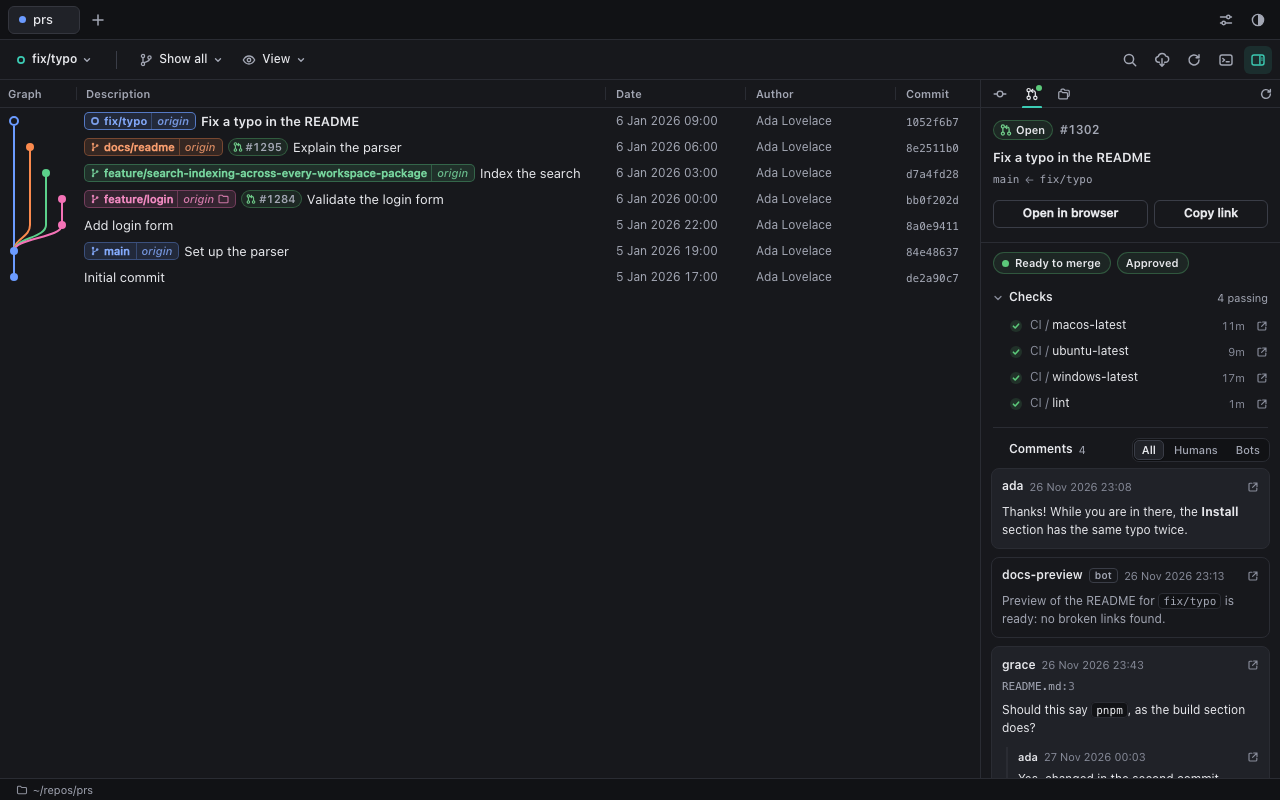 prs
fix/typo
Show all
View
Graph
Description
Date
Author
Commit
fix/typo origin Fix a typo in the README 6 Jan 2026 09:00 Ada Lovelace 1052f6b7
docs/readme origin #1295 Explain the parser 6 Jan 2026 06:00 Ada Lovelace 8e2511b0
feature/search-indexing-across-every-workspace-package origin Index the search 6 Jan 2026 03:00 Ada Lovelace d7a4fd28
feature/login origin #1284 Validate the login form 6 Jan 2026 00:00 Ada Lovelace bb0f202d
Add login form 5 Jan 2026 22:00 Ada Lovelace 8a0e9411
main origin Set up the parser 5 Jan 2026 19:00 Ada Lovelace 84e48637
Initial commit 5 Jan 2026 17:00 Ada Lovelace de2a90c7
Open #1302
Fix a typo in the README
main ← fix/typo
Open in browser
Copy link
Ready to merge
Approved
Checks 4 passing
CI / macos-latest 11m
CI / ubuntu-latest 9m
CI / windows-latest 17m
CI / lint 1m
Comments 4
All
Humans
Bots
ada 26 Nov 2026 23:08
Thanks! While you are in there, the Install
section has the same typo twice.
docs-preview bot 26 Nov 2026 23:13
Preview of the README for fix/typo is
ready: no broken links found.
grace 26 Nov 2026 23:43
README.md:3
Should this say pnpm, as the build section
does?
ada 27 Nov 2026 00:03
Yes, changed in the second commit.
~/repos/prs